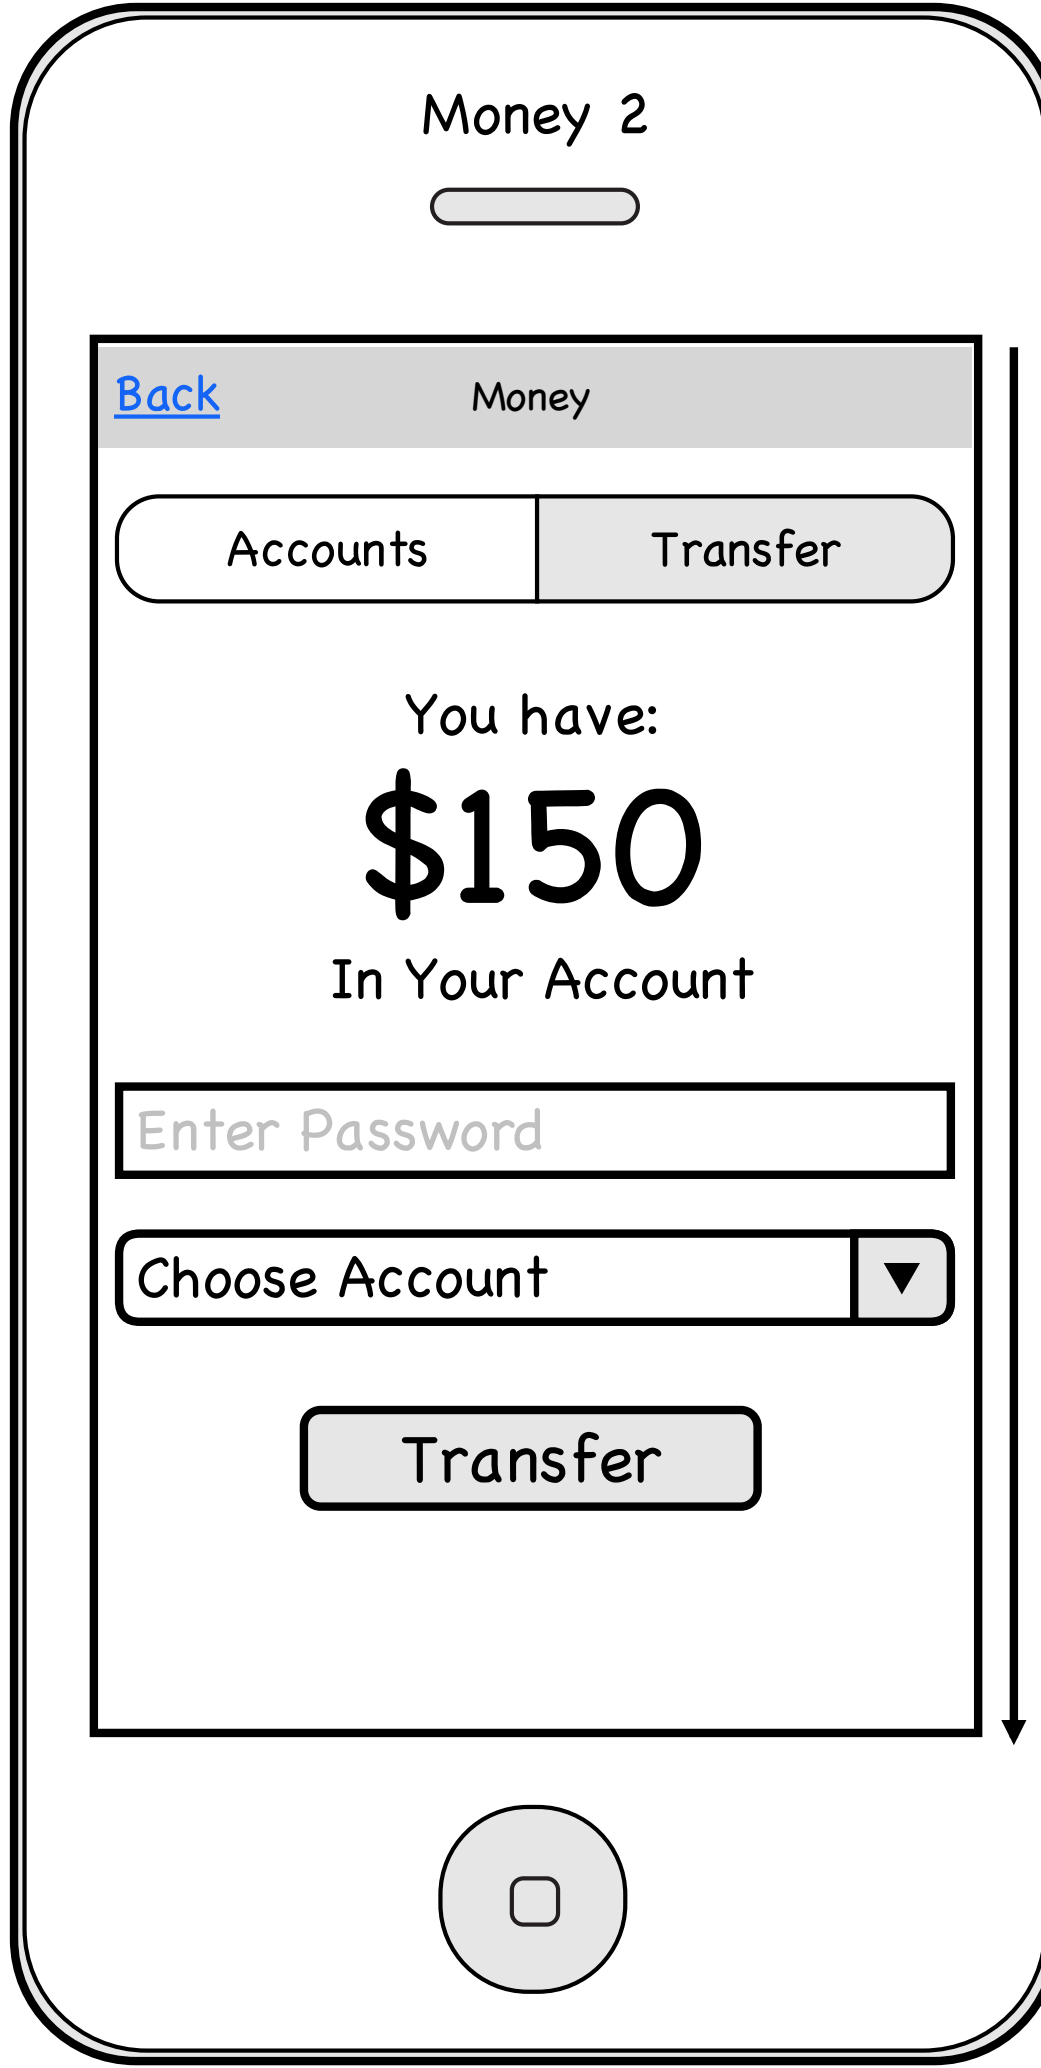 Money 2
Back
Money
Accounts
Transfer
You have:
$150
In Your Account
Enter Password
Choose Account
Transfer